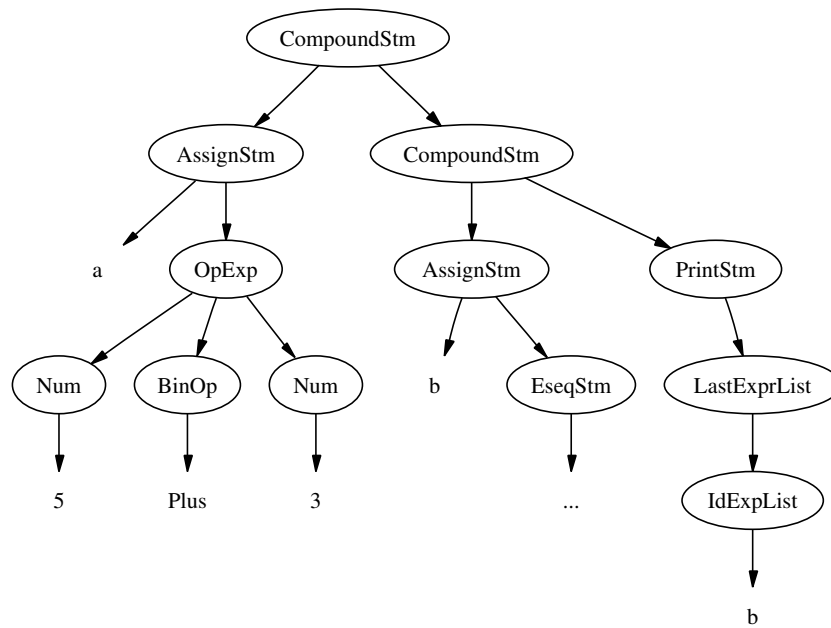 CompoundStm
AssignStm CompoundStm
a OpExp AssignStm PrintStm
Num BinOp Num b EseqStm LastExprList
5 Plus 3 ... IdExpList
b